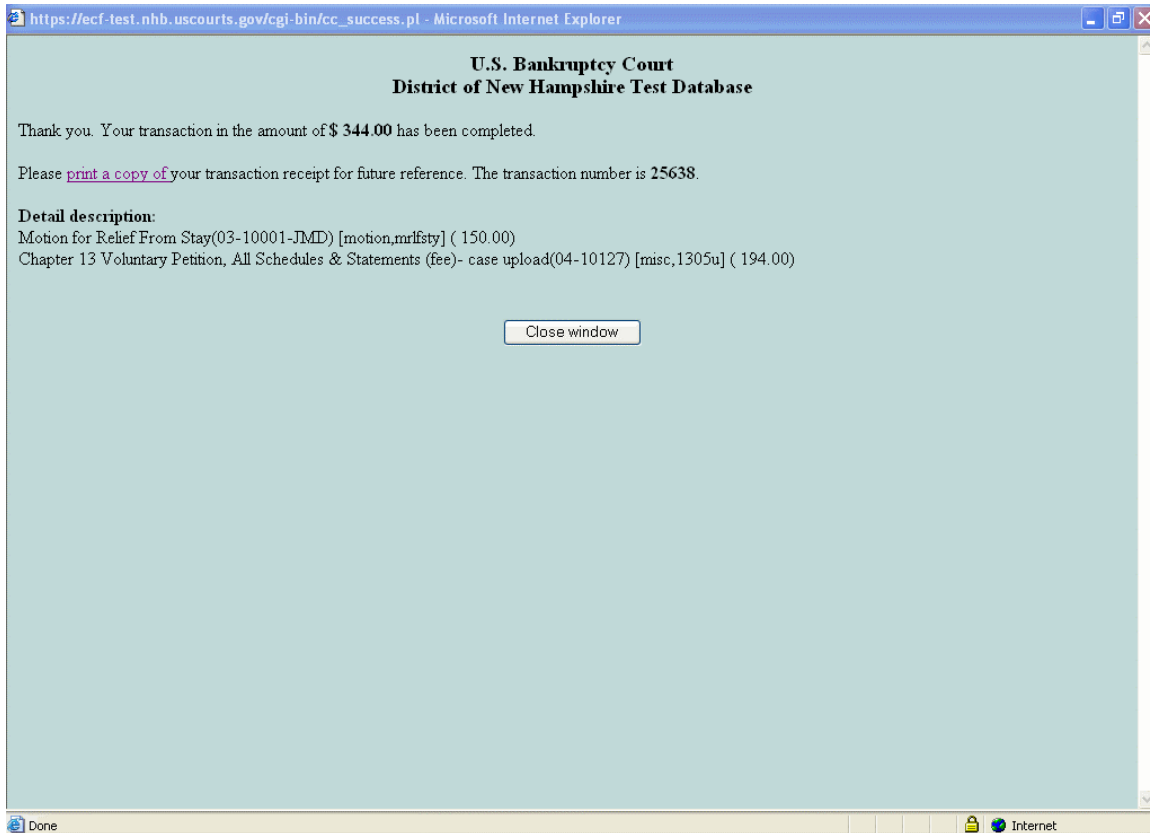 https://ecf-test.nhb.uscourts.gov/cgi-bin/cc_success.pl - Microsoft Internet Explorer
U.S. Bankruptcy Court
District of New Hampshire Test Database
Thank you. Your transaction in the amount of $ 344.00 has been completed.
Please print a copy of your transaction receipt for future reference. The transaction number is 25638.
Detail description:
Motion for Relief From Stay(03-10001-JMD) [motion,mrlfsty] ( 150.00)
Chapter 13 Voluntary Petition, All Schedules & Statements (fee)- case upload(04-10127) [misc,1305u] ( 194.00)
Close window
Done Internet